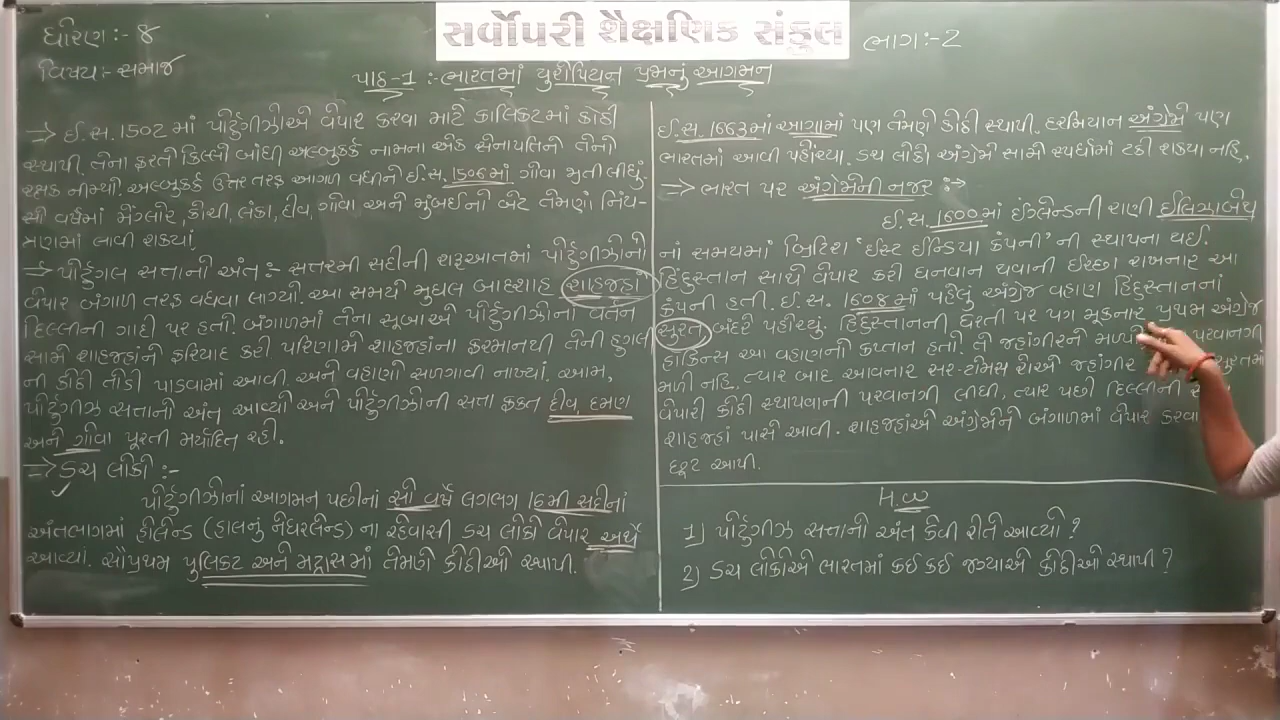 ધોરણઃ- ૪
સર્વોપરી શૈક્ષણિક સંકુલ
ભાગઃ-2
વિષયઃ- સમાજ
પાઠ-1 :- ભારતમાં યુરોપિયન પ્રજાનું આગમન
=> ઈ.સ. 150૨ માં પોર્ટુગીઝોએ વેપાર કરવા માટે કાલિકટમાં કોઠી
સ્થાપી. તેના ફરતો કિલ્લો બાંધી અલ્બુકર્ક નામના એક સેનાપતિને તેનો
રક્ષક નીમ્યો. અલ્બુકર્ક ઉત્તર તરફ આગળ વધીને ઈ.સ. 1506માં ગોવા જીતી લીધું.
સો વર્ષમાં મેંગ્લોર, કોચી, લંકા, દીવ, ગોવા અને મુંબઈનો બેટ તેમણાં નિયં-
મણમાં લાવી શક્યાં.
=> પોર્ટુગલ સત્તાનો અંત :- સત્તરમી સદીની શરૂઆતમાં પોર્ટુગીઝોનો
વેપાર બંગાળ તરફ વધવા લાગ્યો. આ સમયે મુઘલ બાદશાહ શાહજહાં
દિલ્લીની ગાદી પર હતો. બંગાળમાં તેના સૂબાએ પોર્ટુગીઝોનાં વર્તન
સામે શાહજહાંને ફરિયાદ કરી પરિણામે શાહજહાંના ફરમાનથી તેની હુગલી
ની કોઠી તોડી પાડવામાં આવી. અને વહાણો સળગાવી નાખ્યાં. આમ,
પોર્ટુગીઝ સત્તાનો અંત આવ્યો અને પોર્ટુગીઝોની સત્તા ફક્ત દીવ, દમણ
અને ગોવા પૂરતી મર્યાદિત રહી.
=> ડચ લોકો :-
પોર્ટુગીઝોનાં આગમન પછીનાં સો વર્ષે લગભગ 16મી સદીનાં
અંતભાગમાં હોલેન્ડ (હાલનું નેધરલેન્ડ) ના રહેવાસી ડચ લોકો વેપાર અર્થે
આવ્યાં. સૌપ્રથમ પુલિકટ અને મદ્રાસમાં તેમણે કોઠીઓ સ્થાપી.
ઈ.સ. 1663માં આગ્રામાં પણ તેમણે કોઠી સ્થાપી. દરમિયાન અંગ્રેજો પણ
ભારતમાં આવી પહોંચ્યા. ડચ લોકો અંગ્રેજો સામે સ્પર્ધામાં ટકી શક્યા નહિ.
=> ભારત પર અંગ્રેજોની નજર :→
ઈ.સ. 1600માં ઈંગ્લેન્ડની રાણી ઈલિઝાબેથ
નાં સમયમાં બ્રિટિશ 'ઈસ્ટ ઈન્ડિયા કંપની' ની સ્થાપના થઈ.
હિંદુસ્તાન સાથે વેપાર કરી ધનવાન થવાની ઈચ્છા રાખનાર આ
કંપની હતી. ઈ.સ. 160૪માં પહેલું અંગ્રેજ વહાણ હિંદુસ્તાનનાં
સુરત બંદરે પહોંચ્યું. હિંદુસ્તાનની ધરતી પર પગ મૂકનાર પ્રથમ અંગ્રેજ
હોકિન્સ આ વહાણનો કપ્તાન હતો. તે જહાંગીરને મળ્યો પરવાનગી
મળી નહિ, ત્યાર બાદ આવનાર સર-ટોમસ રોએ જહાંગીર સુરતમાં
વેપારી કોઠી સ્થાપવાની પરવાનગી લીધી, ત્યાર પછી દિલ્લીની
શાહજહાં પાસે આવી. શાહજહાંએ અંગ્રેજોને બંગાળમાં વેપાર કરવા
છૂટ આપી.
H.W
1) પોર્ટુગીઝ સત્તાનો અંત કેવી રીતે આવ્યો ?
2) ડચ લોકોએ ભારતમાં કઈ કઈ જગ્યાએ કોઠીઓ સ્થાપી ?